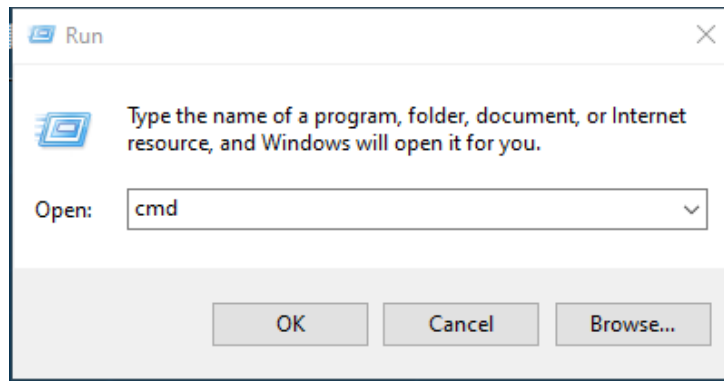 Run
Type the name of a program, folder, document, or Internet
resource, and Windows will open it for you.
Open: cmd
OK Cancel Browse...